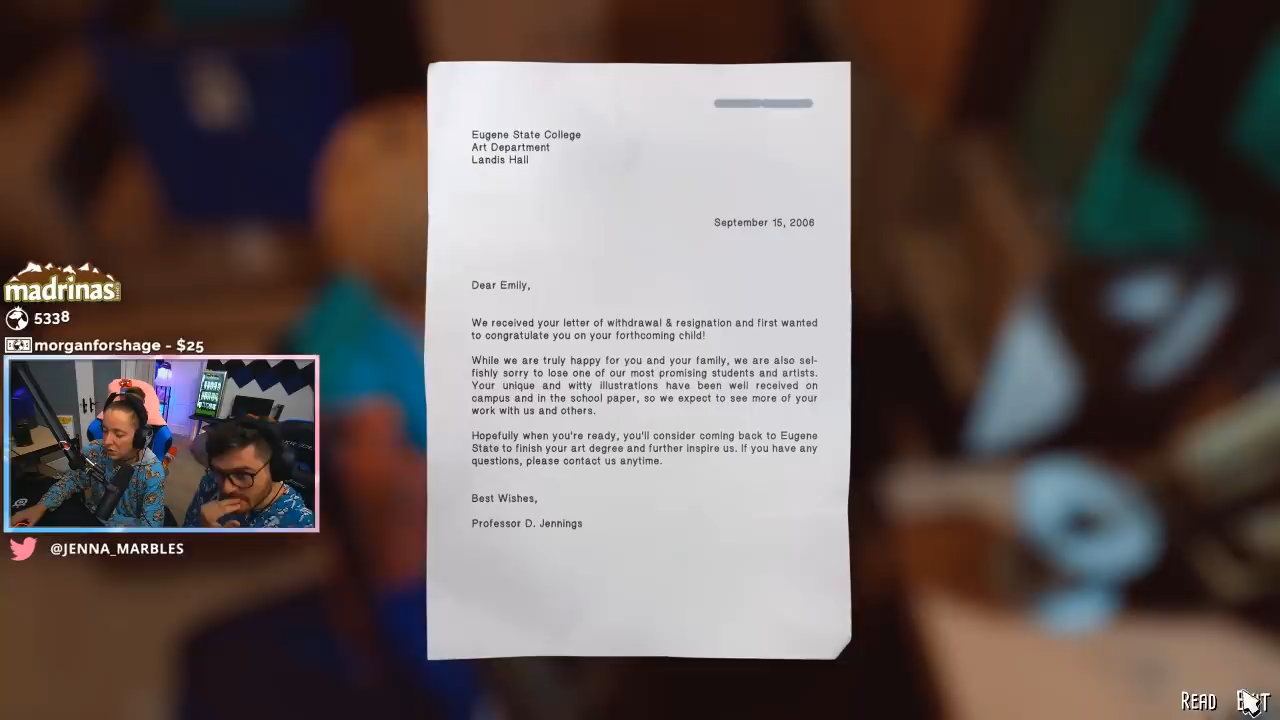 Eugene State College
Art Department
Landis Hall
September 15, 2006
Dear Emily,
We received your letter of withdrawal & resignation and first wanted
to congratulate you on your forthcoming child!
While we are truly happy for you and your family, we are also sel-
fishly sorry to lose one of our most promising students and artists.
Your unique and witty illustrations have been well received on
campus and in the school paper, so we expect to see more of your
work with us and others.
Hopefully when you're ready, you'll consider coming back to Eugene
State to finish your art degree and further inspire us. If you have any
questions, please contact us anytime.
Best Wishes,
Professor D. Jennings
madrinas
5338
morganforshage - $25
@JENNA_MARBLES
READ